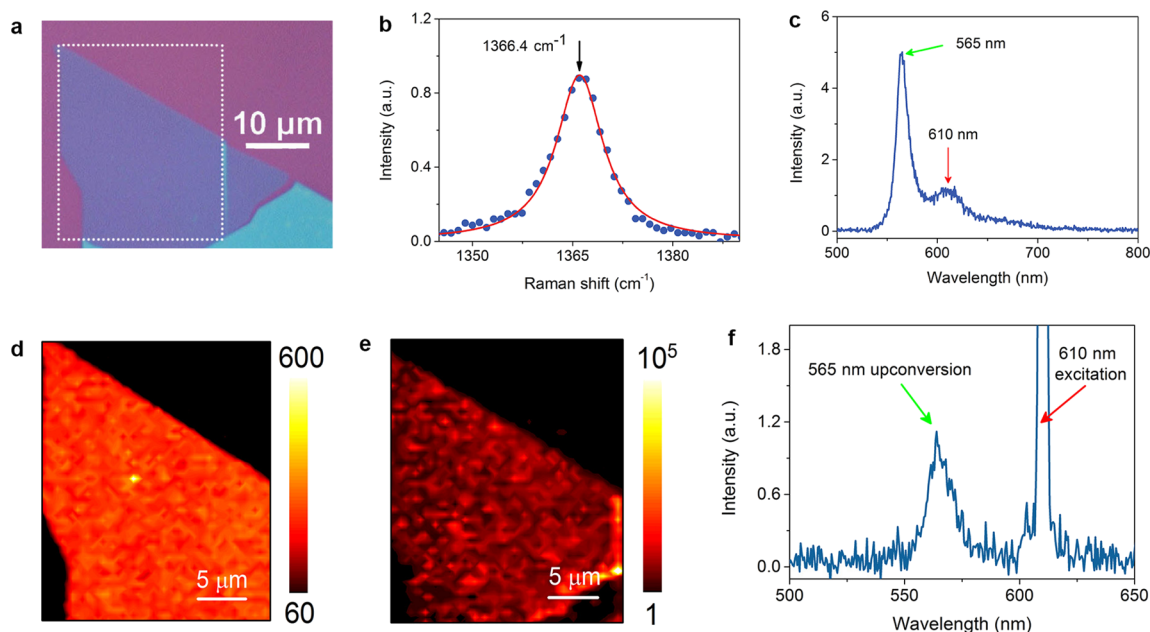 a
10 μm
b
1366.4 cm⁻¹
Intensity (a.u.)
1.2
0.8
0.4
0.0
1350
1365
1380
Raman shift (cm⁻¹)
c
565 nm
610 nm
Intensity (a.u.)
6
4
2
0
500
600
700
800
Wavelength (nm)
d
600
60
5 μm
e
10⁵
1
5 μm
f
565 nm upconversion
610 nm
excitation
Intensity (a.u.)
1.8
1.2
0.6
0.0
500
550
600
650
Wavelength (nm)